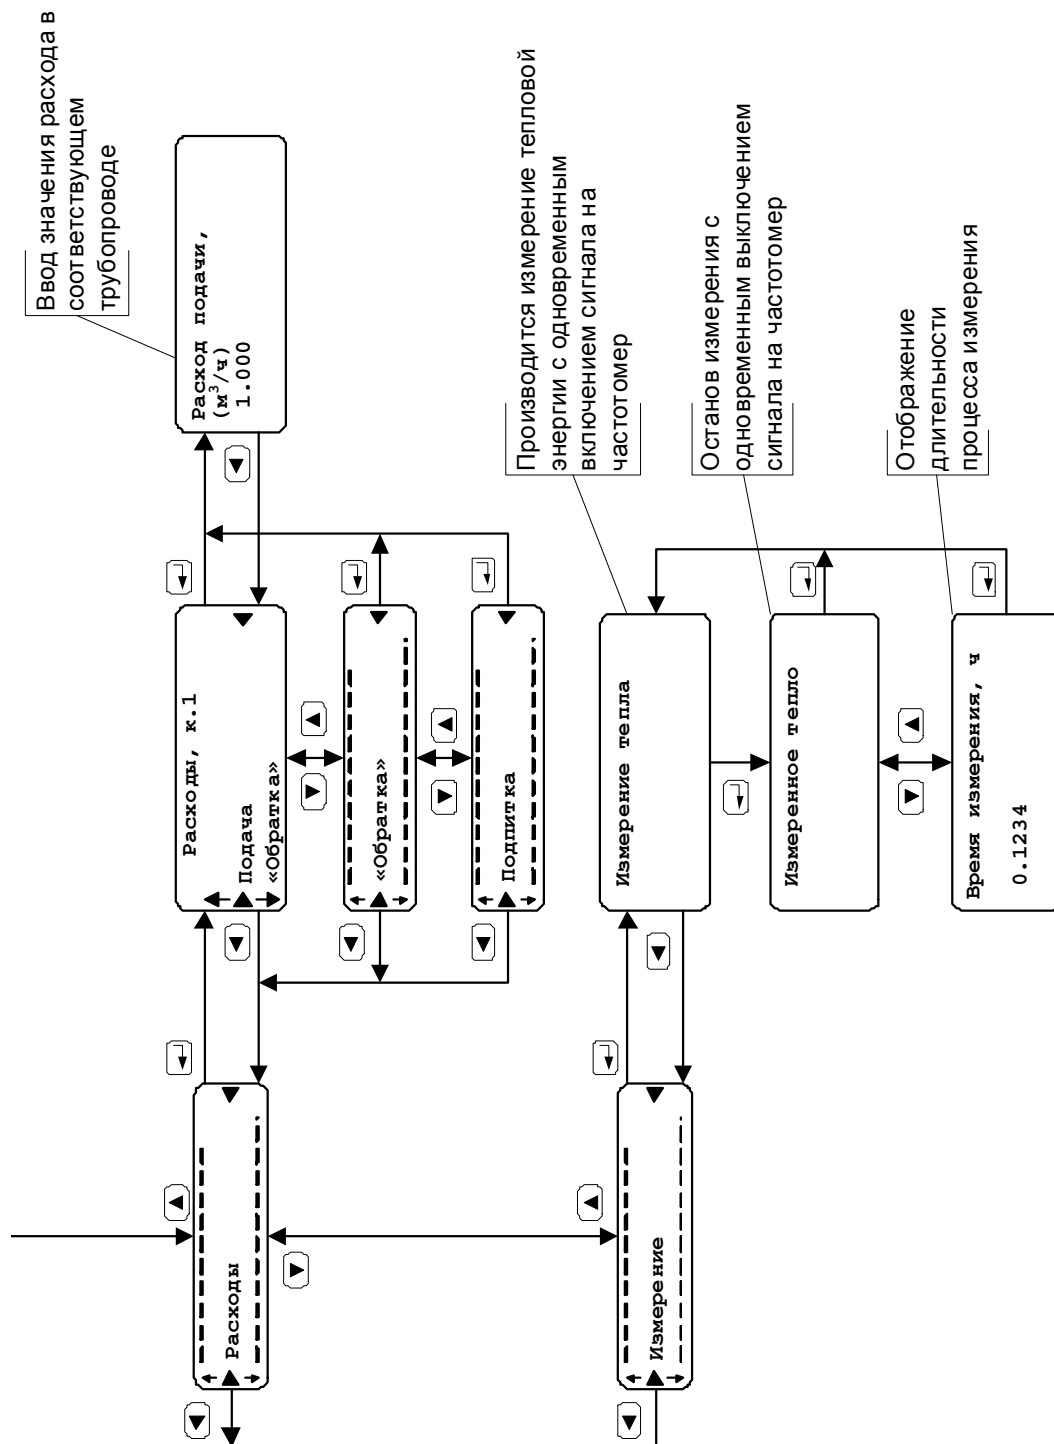 Ввод значения расхода в
соответствующем
трубопроводе
Расходы
Расходы, к.1
Подача
«Обратка»
Расход подачи,
(м³/ч)
1.000
«Обратка»
Подпитка
Производится измерение тепловой
энергии с одновременным
включением сигнала на
частотомер
Измерение
Измерение тепла
Останов измерения с
одновременным выключением
сигнала на частотомер
Измеренное тепло
Отображение
длительности
процесса измерения
Время измерения, ч
0.1234